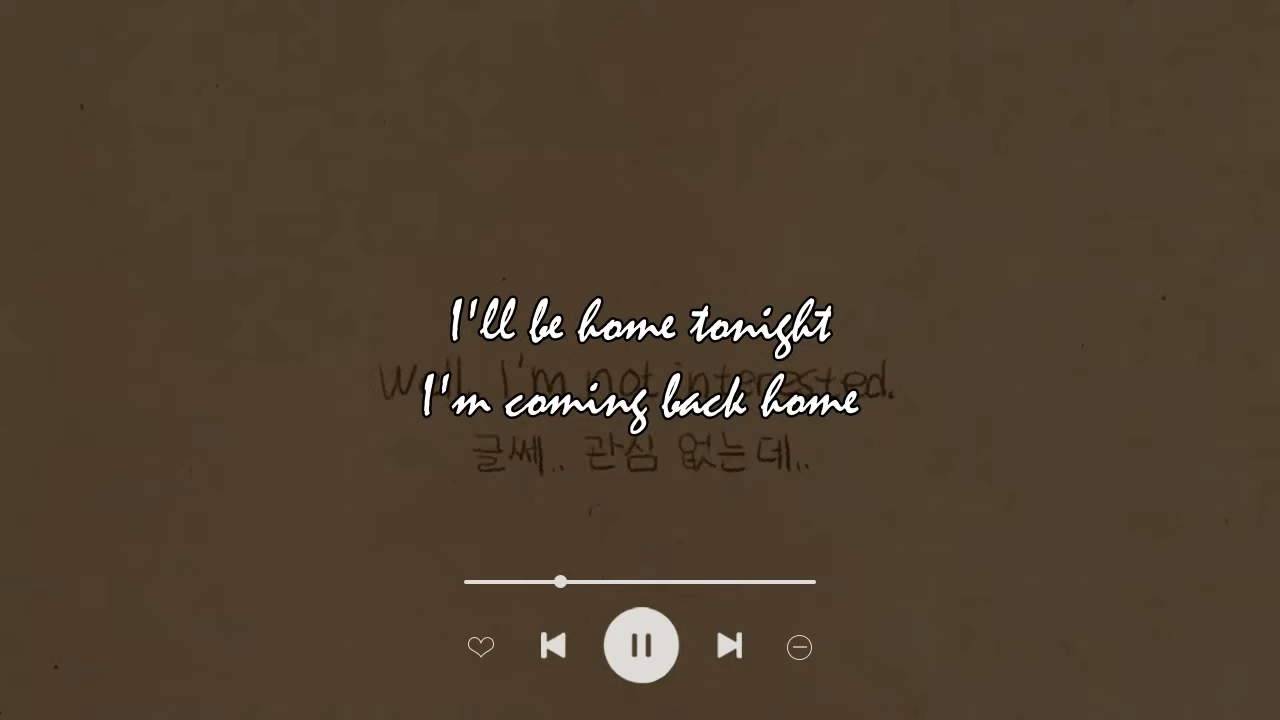 I'll be home tonight
Well, I'm not interested.
I'm coming back home
글쎄.. 관심 없는데..